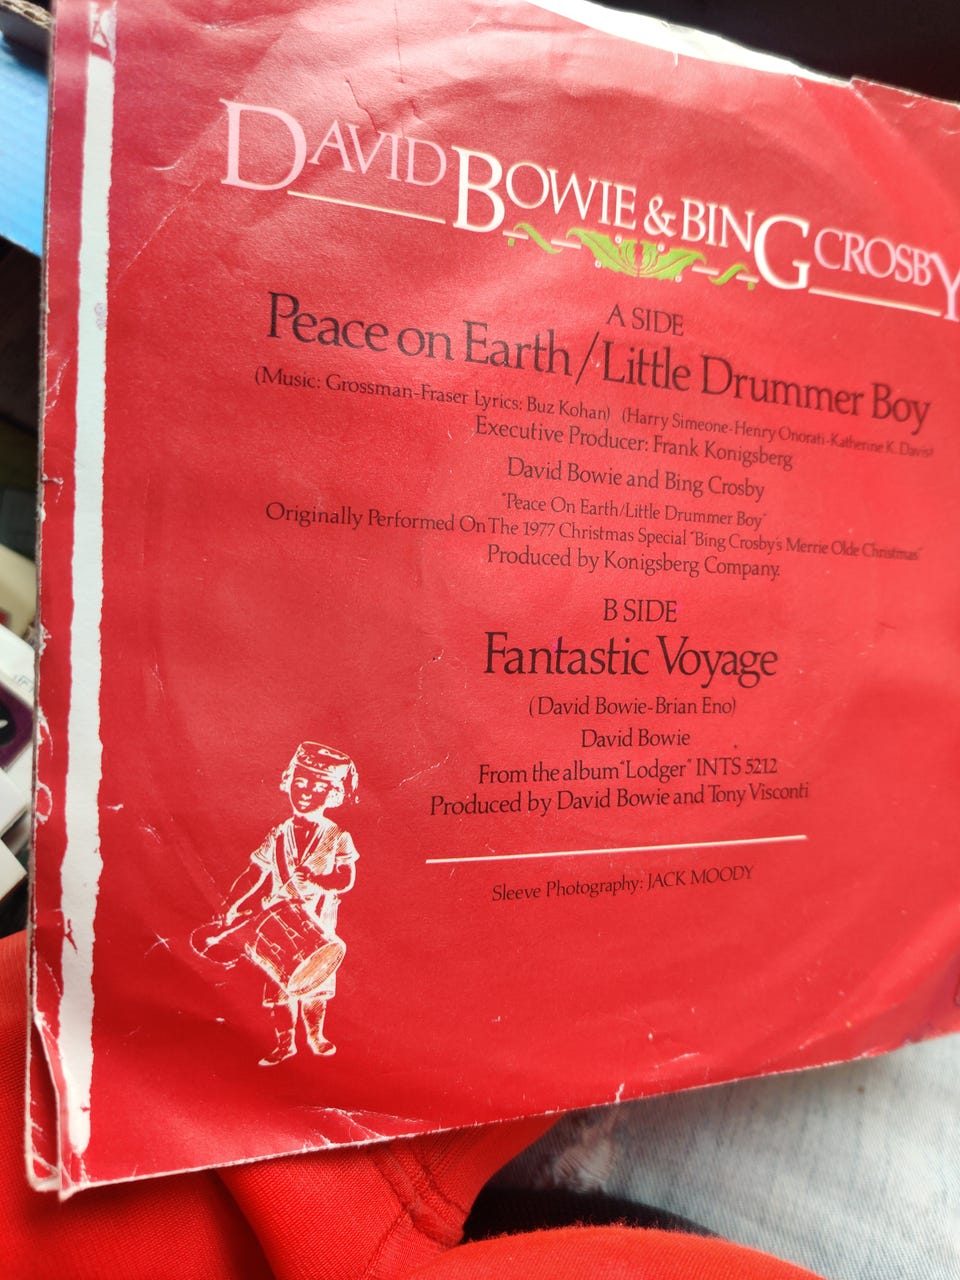 DAVID BOWIE & BING CROSBY
A SIDE
Peace on Earth/Little Drummer Boy
(Music: Grossman-Fraser Lyrics: Buz Kohan) (Harry Simeone-Henry Onorati-Katherine K. Davis)
Executive Producer: Frank Konigsberg
David Bowie and Bing Crosby
"Peace On Earth/Little Drummer Boy"
Originally Performed On The 1977 Christmas Special "Bing Crosby's Merrie Olde Christmas"
Produced by Konigsberg Company.
B SIDE
Fantastic Voyage
(David Bowie-Brian Eno)
David Bowie
From the album "Lodger" INTS 5212
Produced by David Bowie and Tony Visconti
Sleeve Photography: JACK MOODY